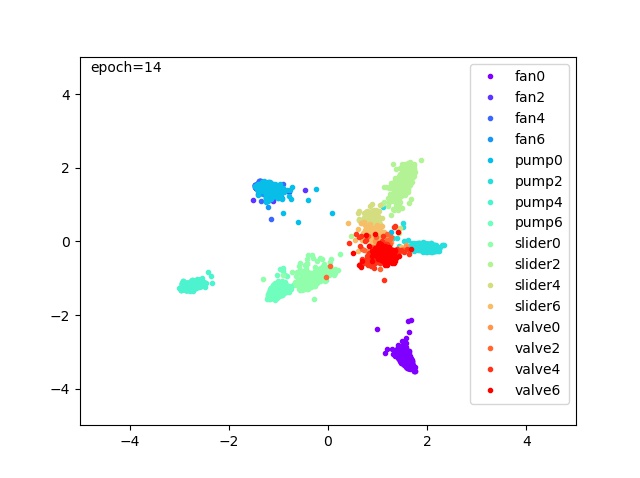 epoch=14
4
2
0
−2
−4
−4
−2
0
2
4
fan0
fan2
fan4
fan6
pump0
pump2
pump4
pump6
slider0
slider2
slider4
slider6
valve0
valve2
valve4
valve6